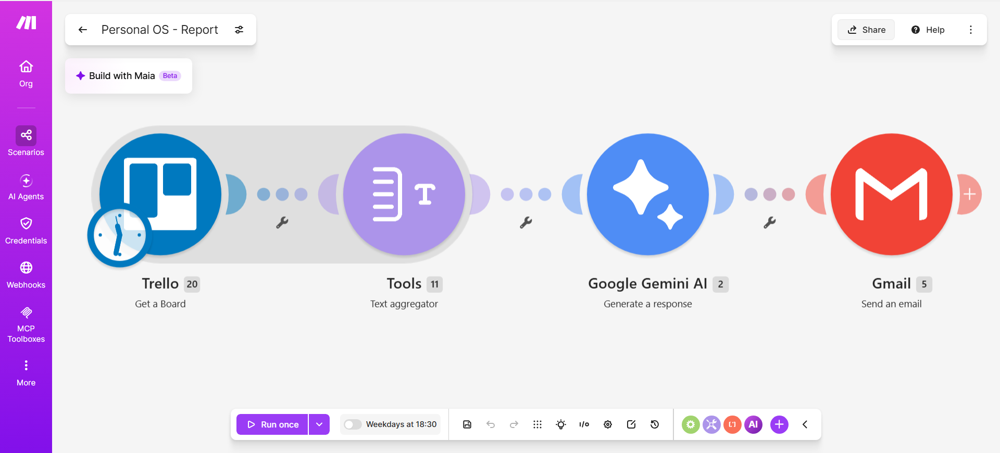 Personal OS - Report
Share
Help
Build with Maia Beta
Org
Scenarios
AI Agents
Credentials
Webhooks
MCP
Toolboxes
More
T
Trello 20
Get a Board
Tools 11
Text aggregator
Google Gemini AI 2
Generate a response
Gmail 5
Send an email
Run once
Weekdays at 18:30
AI